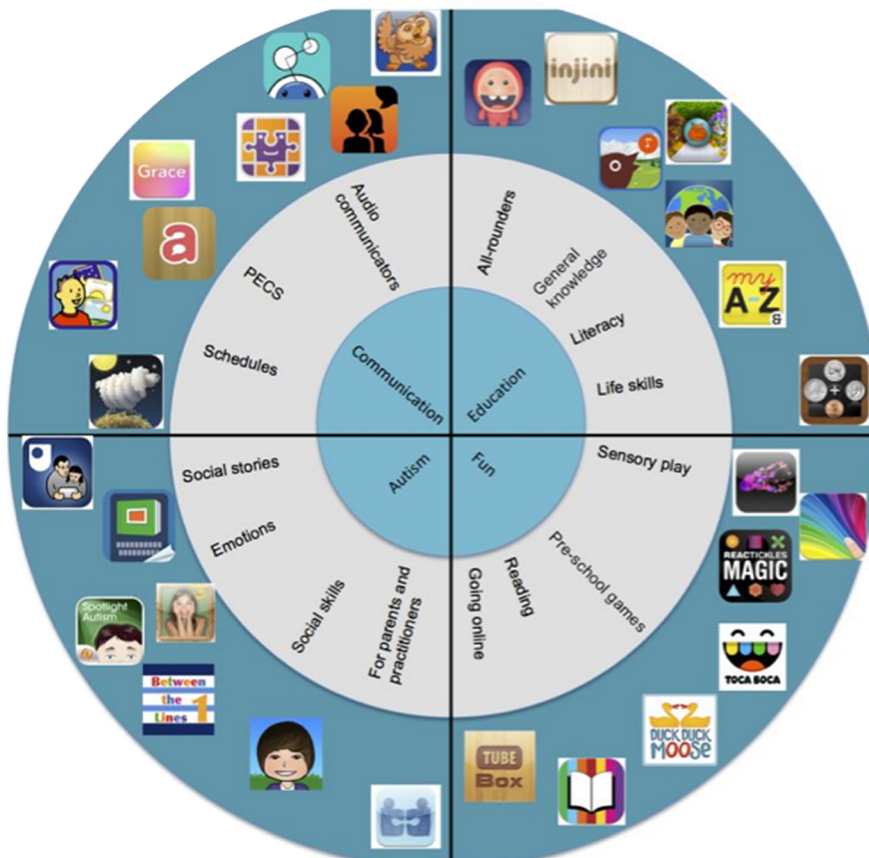 injini
Grace
a
my
A-Z
&
+
Audio
communicators
PECS
Schedules
Communication
All-rounders
General
knowledge
Literacy
Life skills
Education
Social stories
Emotions
Social skills
For parents and
practitioners
Autism
Fun
Sensory play
Pre-school games
Reading
Going online
REACTICKLES
MAGIC
TOCA BOCA
DUCK DUCK
MOOSE
TUBE
BOX
Spotlight
Autism
Between
the
Lines 1